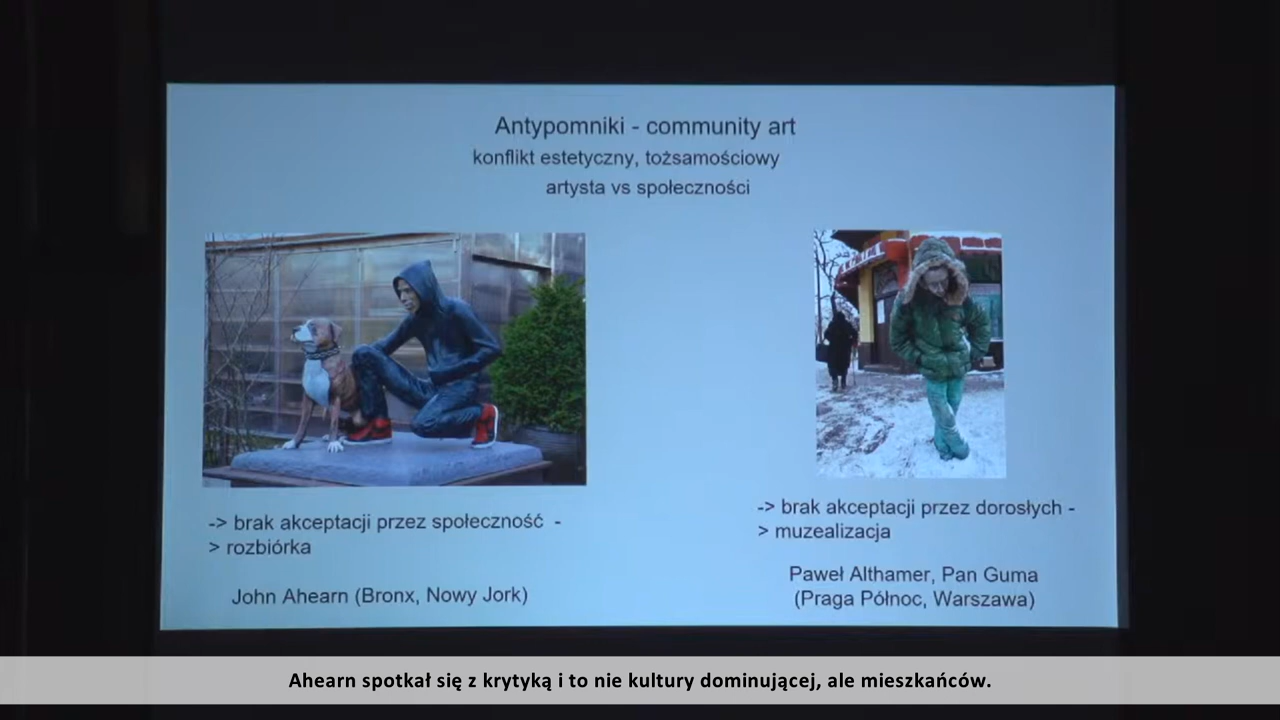 Antypomniki - community art
konflikt estetyczny, tożsamościowy
artysta vs społeczności
-> brak akceptacji przez społeczność -
> rozbiórka
John Ahearn (Bronx, Nowy Jork)
-> brak akceptacji przez dorosłych -
> muzealizacja
Paweł Althamer, Pan Guma
(Praga Północ, Warszawa)
Ahearn spotkał się z krytyką i to nie kultury dominującej, ale mieszkańców.